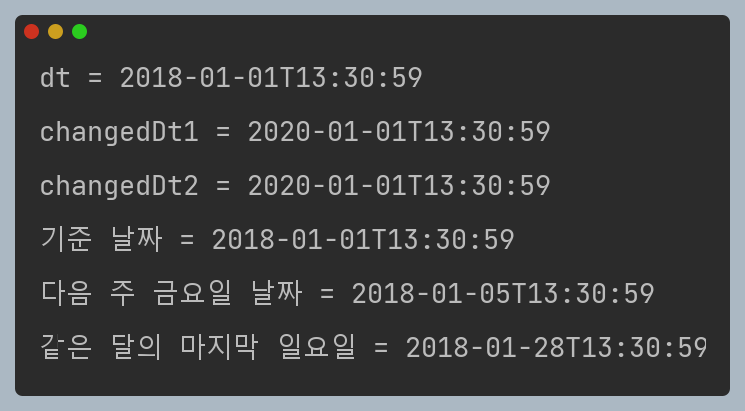 dt = 2018-01-01T13:30:59
changedDt1 = 2020-01-01T13:30:59
changedDt2 = 2020-01-01T13:30:59
기준 날짜 = 2018-01-01T13:30:59
다음 주 금요일 날짜 = 2018-01-05T13:30:59
같은 달의 마지막 일요일 = 2018-01-28T13:30:59